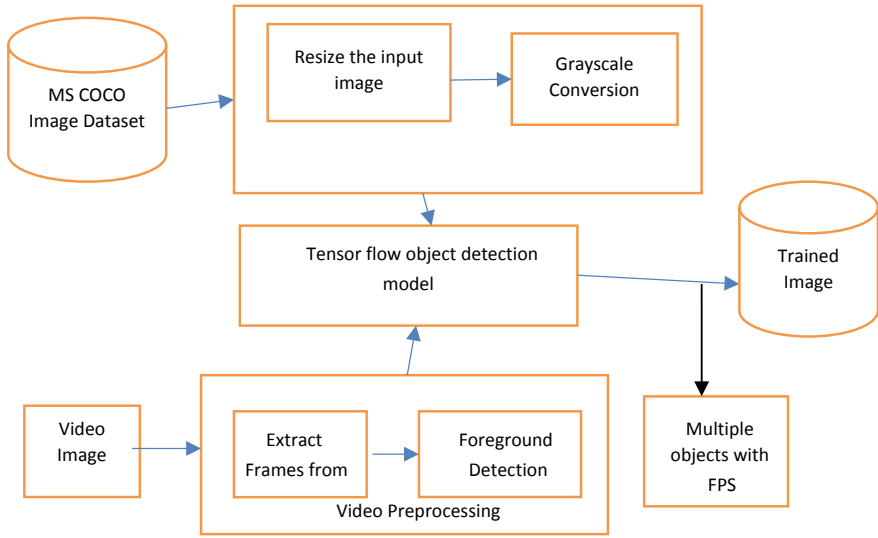 MS COCO
Image Dataset
Resize the input
image
Grayscale
Conversion
Tensor flow object detection
model
Trained
Image
Video
Image
Extract
Frames from
Foreground
Detection
Video Preprocessing
Multiple
objects with
FPS